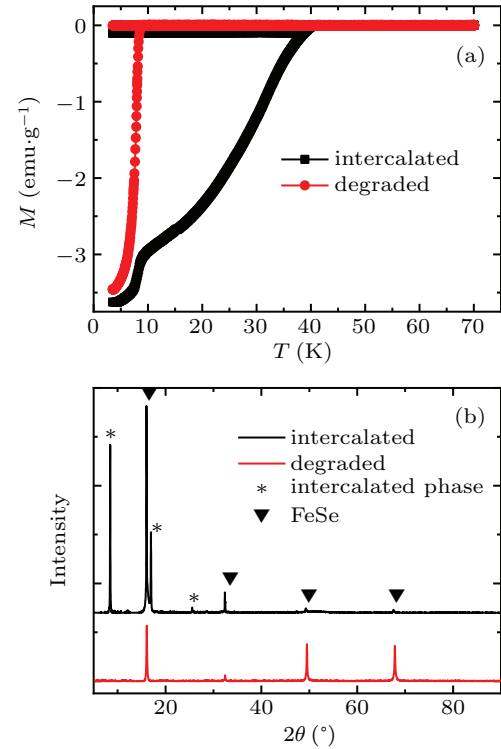 0
(a)
−1
M (emu·g⁻¹)
intercalated
degraded
−2
−3
0 10 20 30 40 50 60 70
T (K)
(b)
*
intercalated
degraded
* intercalated phase
▼ FeSe
*
*
Intensity
20 40 60 80
2θ (°)